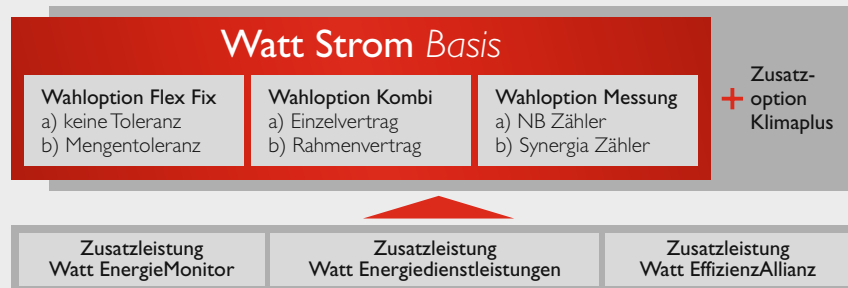 Watt Strom Basis
Wahloption Flex Fix
a) keine Toleranz
b) Mengentoleranz
Wahloption Kombi
a) Einzelvertrag
b) Rahmenvertrag
Wahloption Messung
a) NB Zähler
b) Synergia Zähler
+
Zusatz-
option
Klimaplus
Zusatzleistung
Watt EnergieMonitor
Zusatzleistung
Watt Energiedienstleistungen
Zusatzleistung
Watt EffizienzAllianz